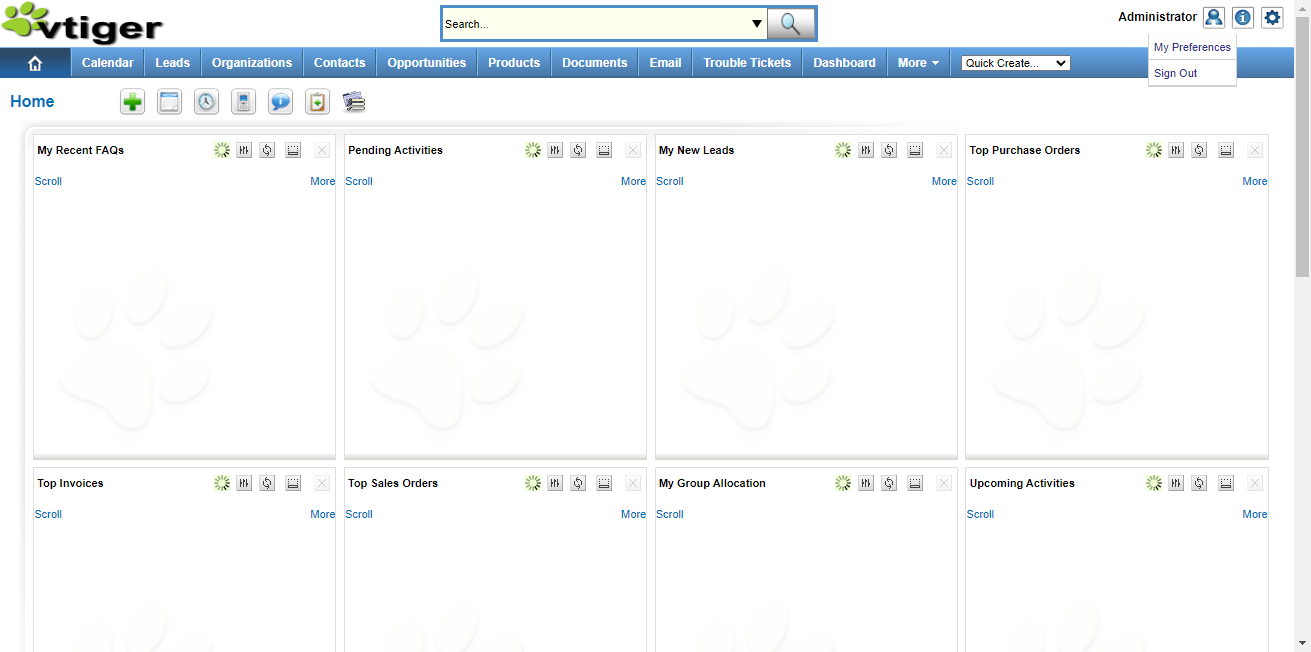 vtiger
Search...
Administrator
My Preferences
Sign Out
Calendar Leads Organizations Contacts Opportunities Products Documents Email Trouble Tickets Dashboard More Quick Create...
Home
My Recent FAQs
Scroll More
Pending Activities
Scroll More
My New Leads
Scroll More
Top Purchase Orders
Scroll More
Top Invoices
Scroll More
Top Sales Orders
Scroll More
My Group Allocation
Scroll
Upcoming Activities
Scroll More